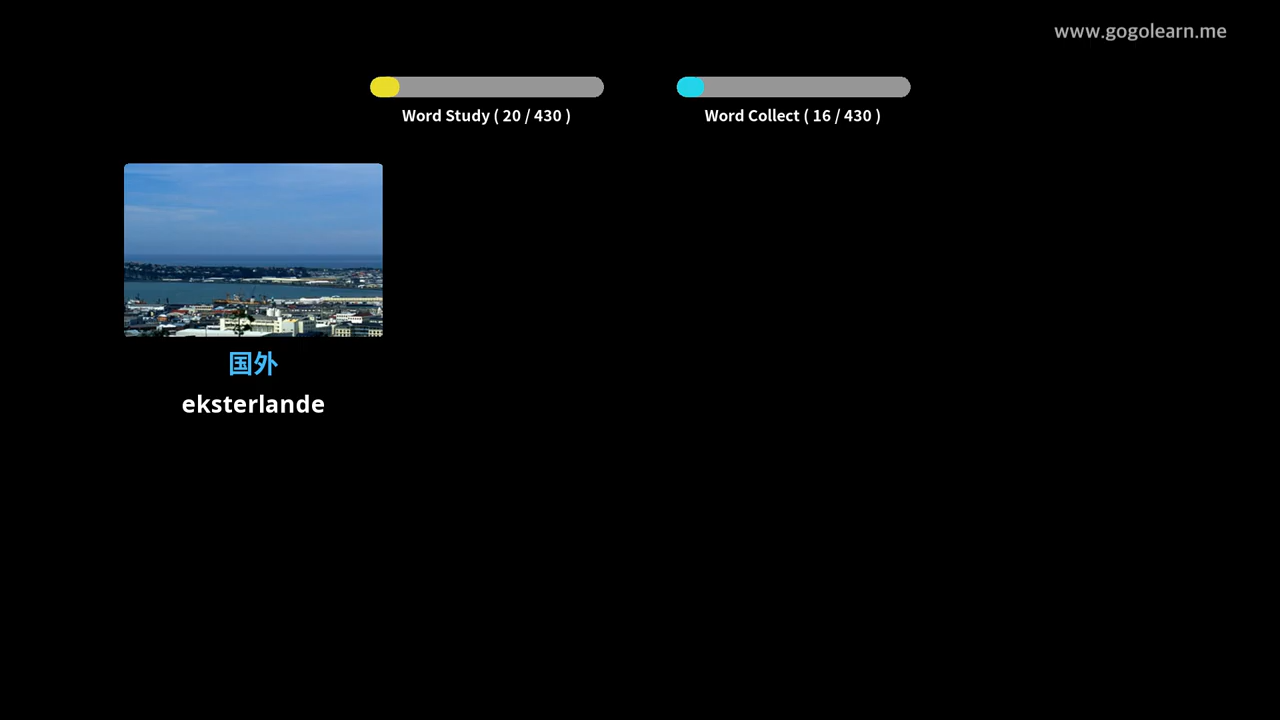 www.gogolearn.me
Word Study ( 20 / 430 )
Word Collect ( 16 / 430 )
国外
eksterlande